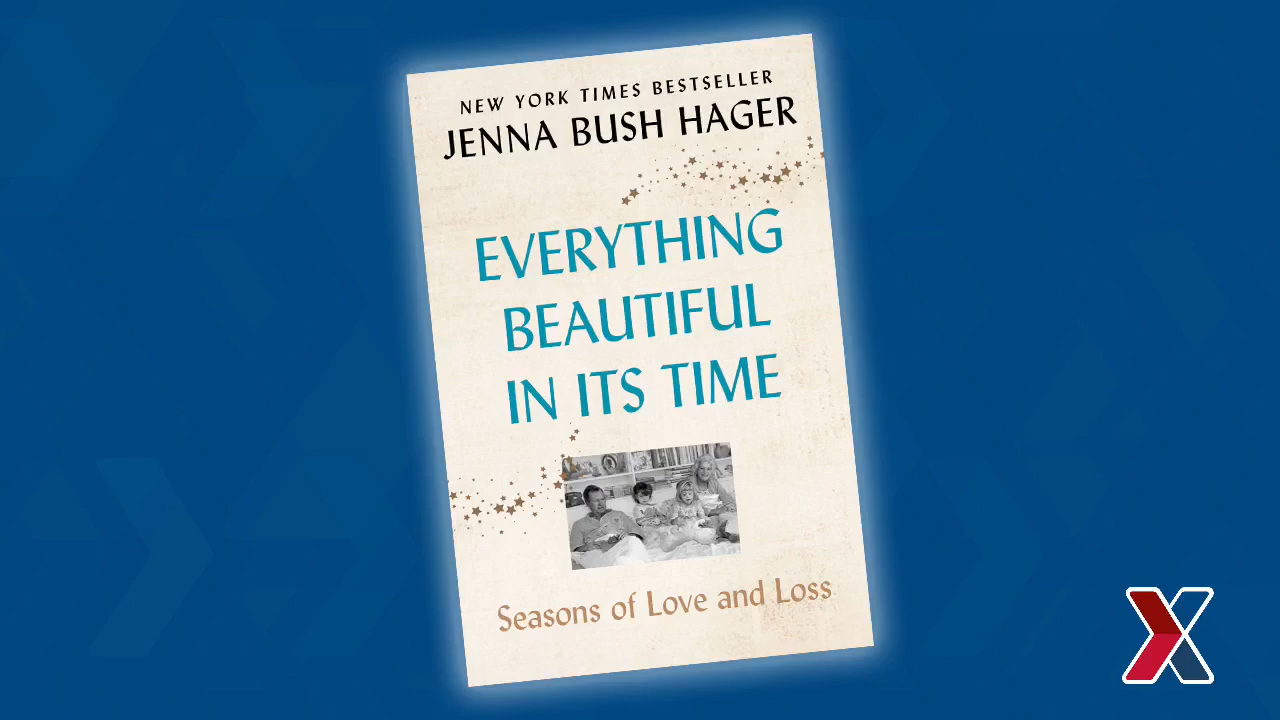 NEW YORK TIMES BESTSELLER
JENNA BUSH HAGER
EVERYTHING
BEAUTIFUL
IN ITS TIME
Seasons of Love and Loss
X